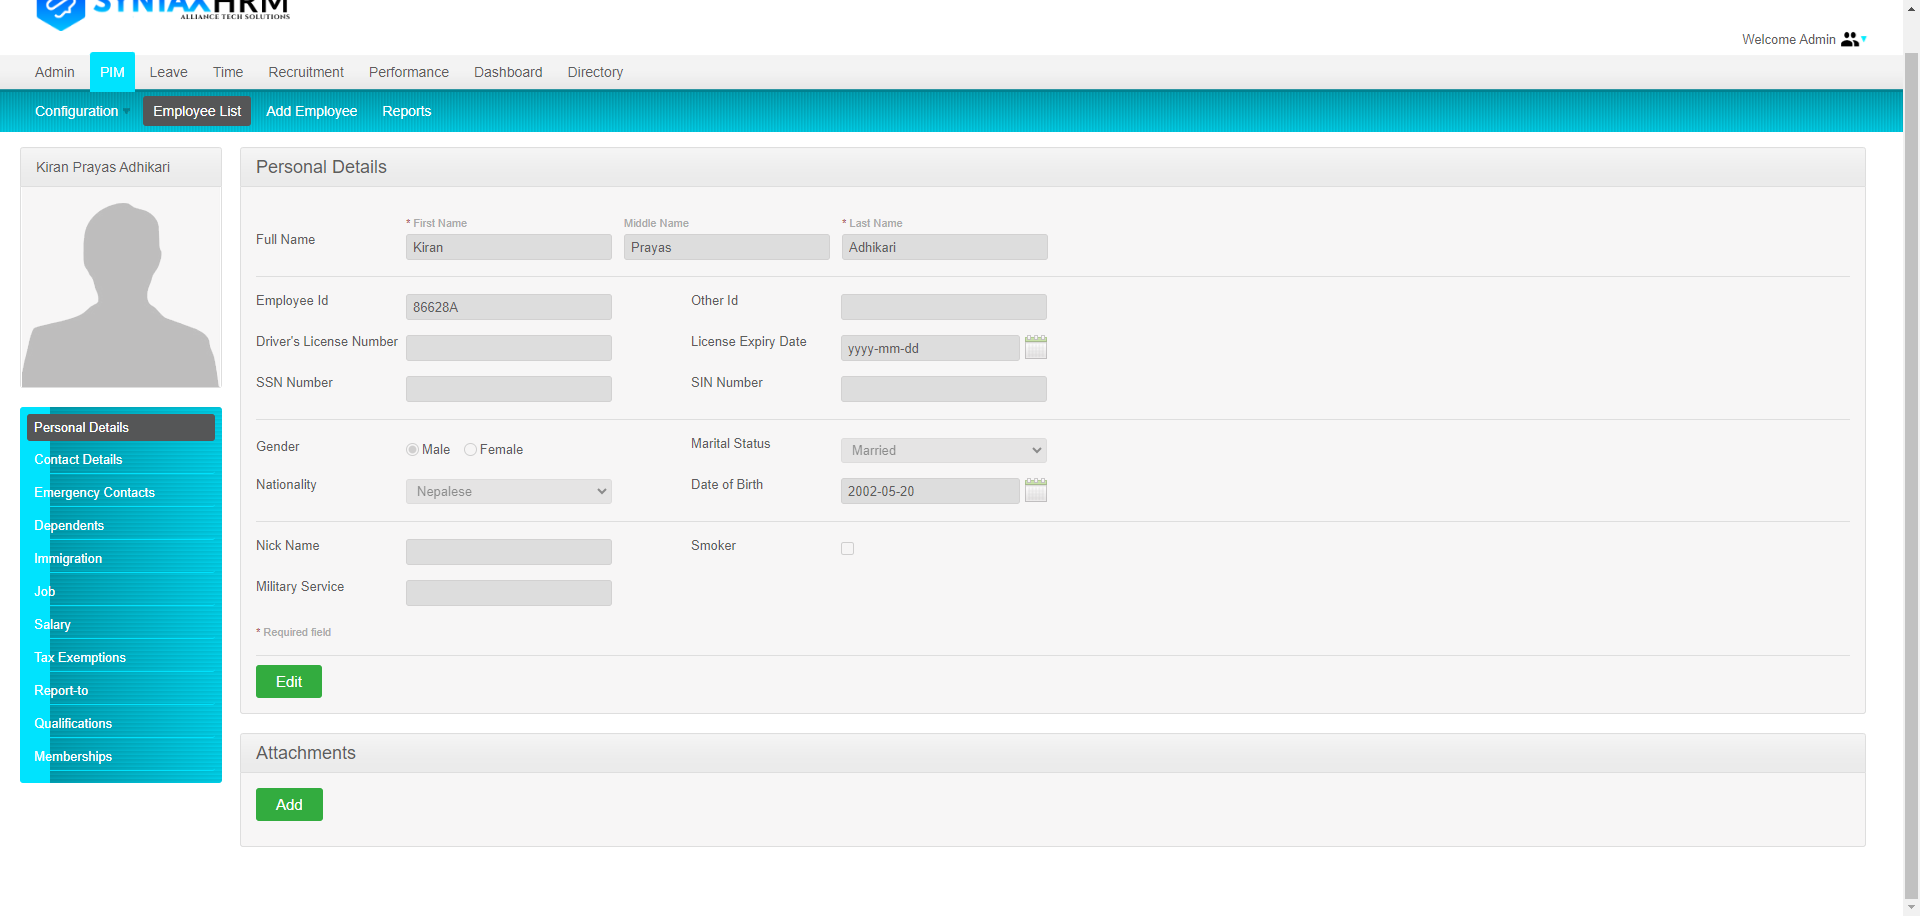 SYNTAXHRM
ALLIANCE TECH SOLUTIONS
Welcome Admin
Admin PIM Leave Time Recruitment Performance Dashboard Directory
Configuration Employee List Add Employee Reports
Kiran Prayas Adhikari
Personal Details
Contact Details
Emergency Contacts
Dependents
Immigration
Job
Salary
Tax Exemptions
Report-to
Qualifications
Memberships
Personal Details
* First Name Middle Name * Last Name
Full Name Kiran Prayas Adhikari
Employee Id 86628A Other Id
Driver's License Number License Expiry Date yyyy-mm-dd
SSN Number SIN Number
Gender Male Female Marital Status Married
Nationality Nepalese Date of Birth 2002-05-20
Nick Name Smoker
Military Service
* Required field
Edit
Attachments
Add